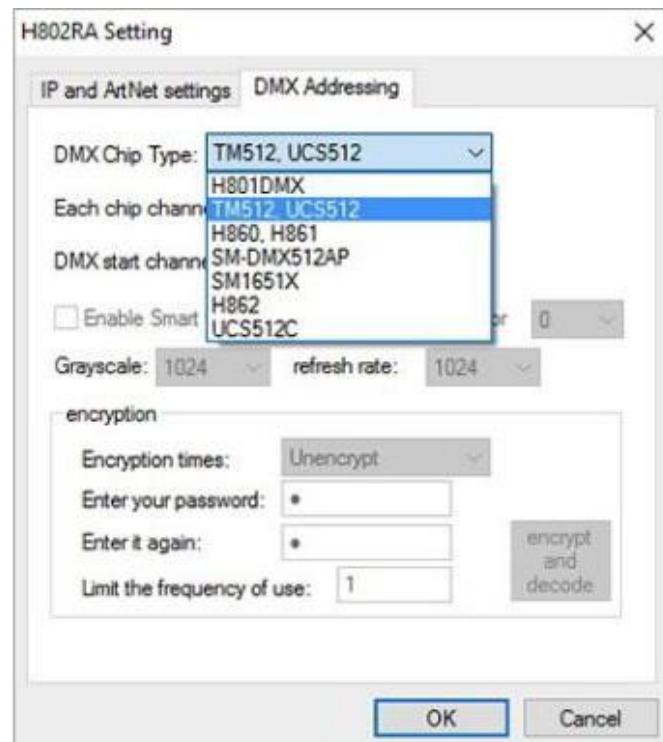 H802RA Setting
IP and ArtNet settings DMX Addressing
DMX Chip Type: TM512, UCS512
H801DMX
Each chip chann TM512, UCS512
H860, H861
DMX start channe SM-DMX512AP
SM1651X
Enable Smart H862 or 0
UCS512C
Grayscale: 1024 refresh rate: 1024
encryption
Encryption times: Unencrypt
Enter your password:
Enter it again: encrypt
and
Limit the frequency of use: 1 decode
OK Cancel